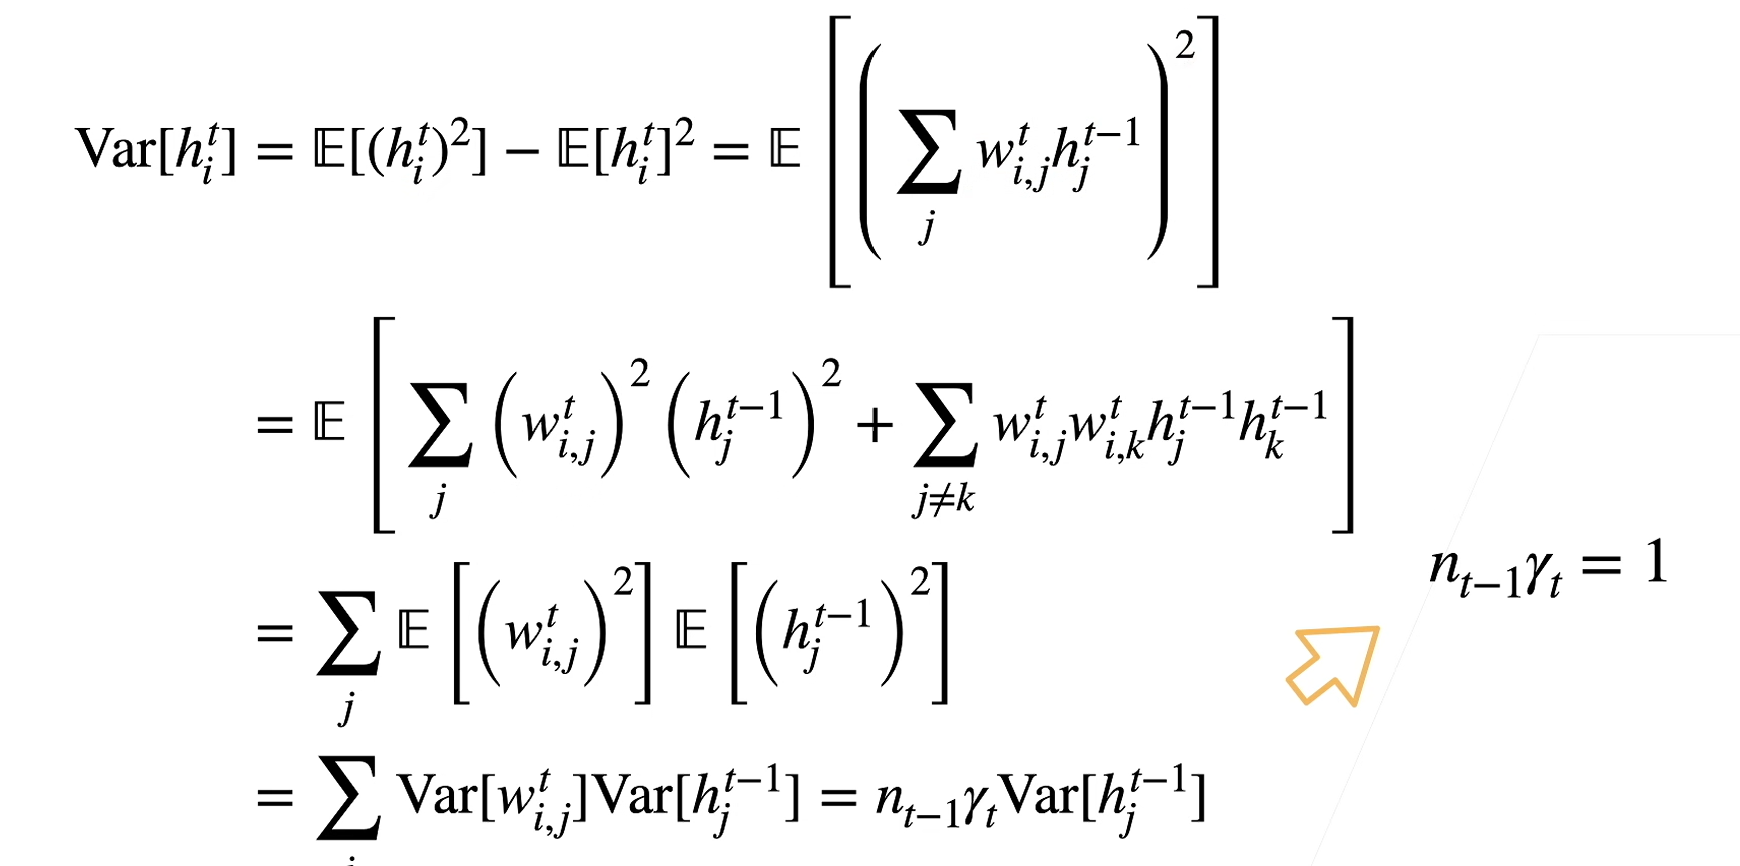 Var[h_i^t] = 𝔼[(h_i^t)^2] − 𝔼[h_i^t]^2 = 𝔼[(∑_j w_{i,j}^t h_j^{t−1})^2]
= 𝔼[∑_j (w_{i,j}^t)^2 (h_j^{t−1})^2 + ∑_{j≠k} w_{i,j}^t w_{i,k}^t h_j^{t−1} h_k^{t−1}]
n_{t−1}γ_t = 1
= ∑_j 𝔼[(w_{i,j}^t)^2] 𝔼[(h_j^{t−1})^2]
= ∑_j Var[w_{i,j}^t]Var[h_j^{t−1}] = n_{t−1}γ_t Var[h_j^{t−1}]